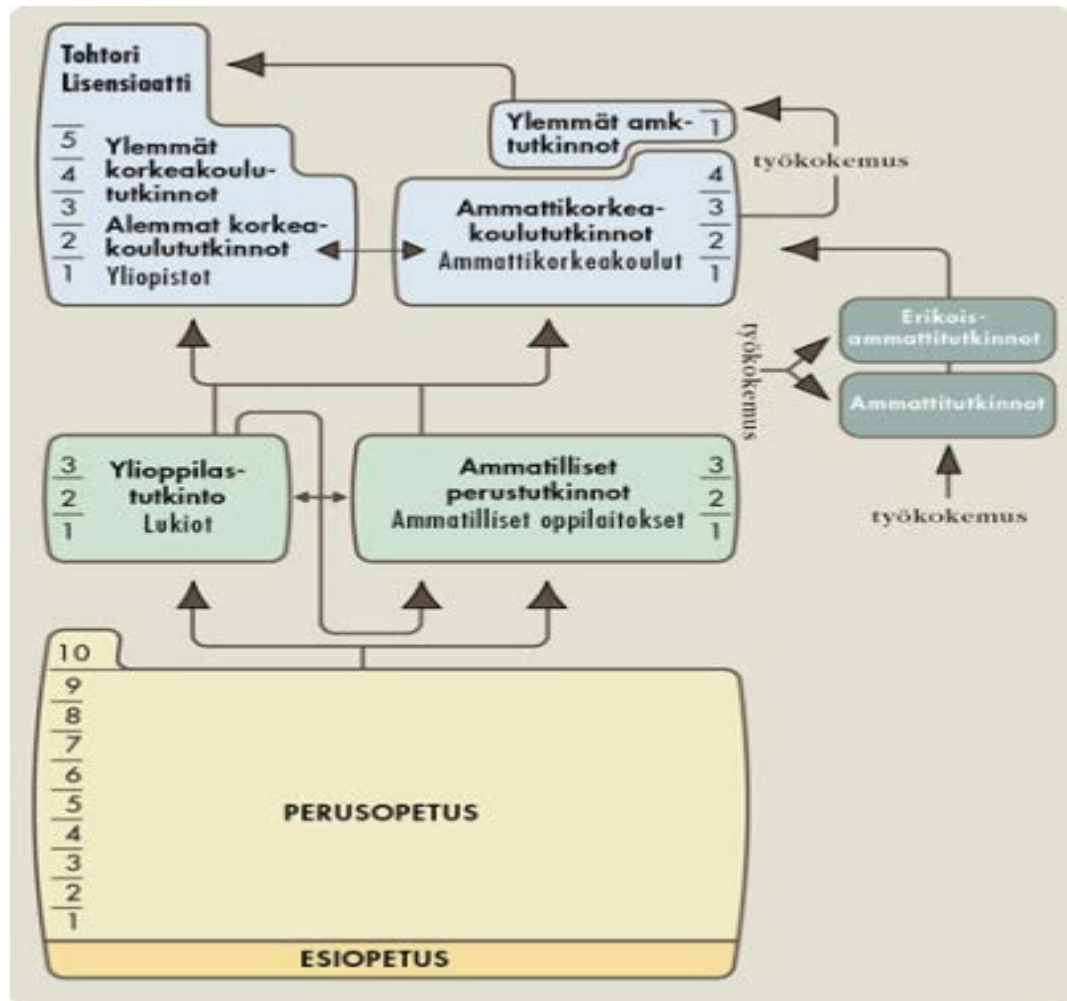 Tohtori
Lisensiaatti
5
4
3
2
1
Ylemmät
korkeakoulu-
tutkinnot
Alemmat korkea-
koulututkinnot
Yliopistot
Ylemmät amk-
tutkinnot
1
työkokemus
Ammattikorkea-
koulututkinnot
Ammattikorkeakoulut
4
3
2
1
työkokemus
Erikois-
ammattitutkinnot
Ammattitutkinnot
työkokemus
3
2
1
Ylioppilas-
tutkinto
Lukiot
Ammatilliset
perustutkinnot
Ammatilliset oppilaitokset
3
2
1
10
9
8
7
6
5
4
3
2
1
PERUSOPETUS
ESIOPETUS